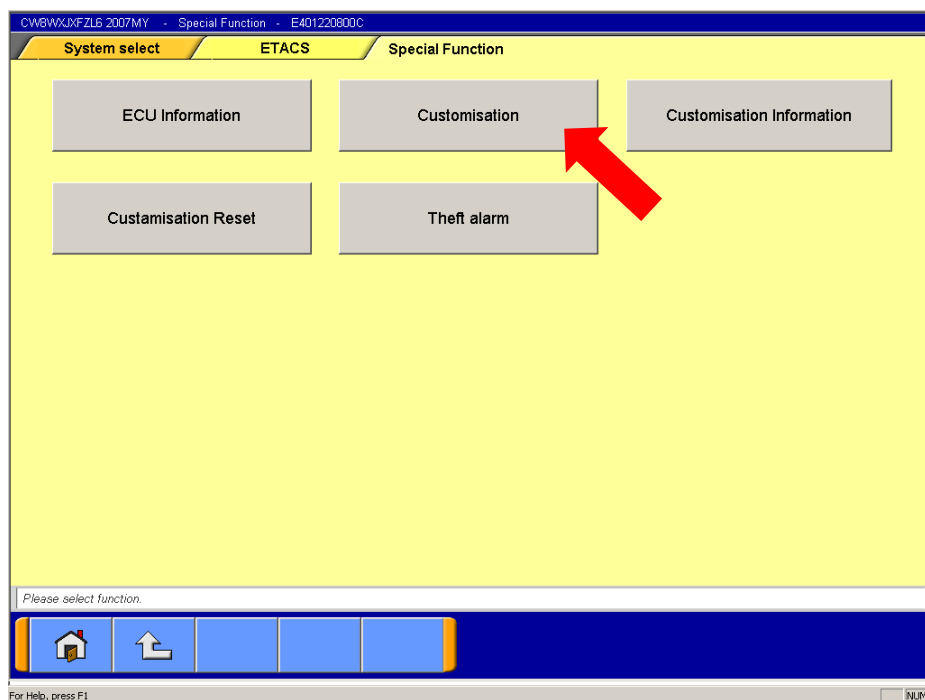 CW8WXJXFZL6 2007MY - Special Function - E401220800C
System select ETACS Special Function
ECU Information Customisation Customisation Information
Custamisation Reset Theft alarm
Please select function.
For Help, press F1 NUM